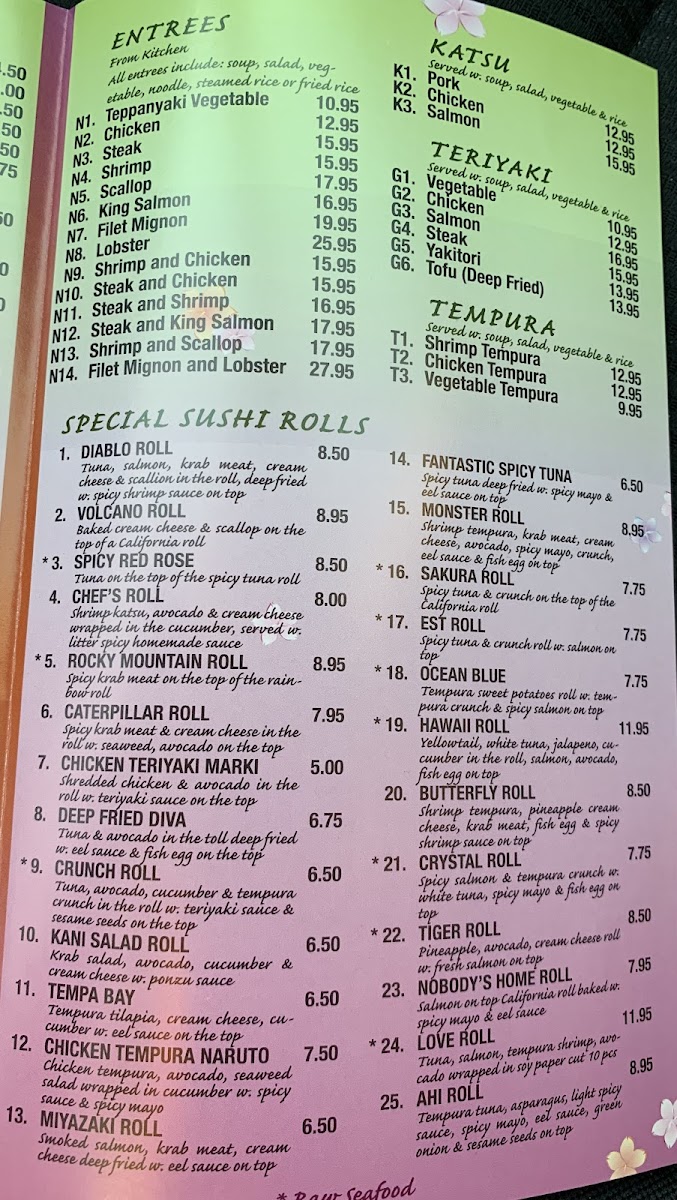 .50
.00
.50
50
50
75
50
0
0
ENTREES
From Kitchen
All entrees include: soup, salad, veg-
etable, noodle, steamed rice or fried rice
N1. Teppanyaki Vegetable 10.95
N2. Chicken 12.95
N3. Steak 15.95
N4. Shrimp 15.95
N5. Scallop 17.95
N6. King Salmon 16.95
N7. Filet Mignon 19.95
N8. Lobster 25.95
N9. Shrimp and Chicken 15.95
N10. Steak and Chicken 15.95
N11. Steak and Shrimp 16.95
N12. Steak and King Salmon 17.95
N13. Shrimp and Scallop 17.95
N14. Filet Mignon and Lobster 27.95
KATSU
Served w. soup, salad, vegetable & rice
K1. Pork 12.95
K2. Chicken 12.95
K3. Salmon 15.95
TERIYAKI
Served w. soup, salad, vegetable & rice
G1. Vegetable 10.95
G2. Chicken 12.95
G3. Salmon 16.95
G4. Steak 15.95
G5. Yakitori 13.95
G6. Tofu (Deep Fried) 13.95
TEMPURA
Served w. soup, salad, vegetable & rice
T1. Shrimp Tempura 12.95
T2. Chicken Tempura 12.95
T3. Vegetable Tempura 9.95
SPECIAL SUSHI ROLLS
1. DIABLO ROLL 8.50
Tuna, salmon, krab meat, cream
cheese & scallion in the roll, deep fried
w. spicy shrimp sauce on top
2. VOLCANO ROLL 8.95
Baked cream cheese & scallop on the
top of a California roll
* 3. SPICY RED ROSE 8.50
Tuna on the top of the spicy tuna roll
4. CHEF'S ROLL 8.00
Shrimp katsu, avocado & cream cheese
wrapped in the cucumber, served w.
litter spicy homemade sauce
* 5. ROCKY MOUNTAIN ROLL 8.95
Spicy krab meat on the top of the rain-
bow roll
6. CATERPILLAR ROLL 7.95
Spicy krab meat & cream cheese in the
roll w. seaweed, avocado on the top
7. CHICKEN TERIYAKI MARKI 5.00
Shredded chicken & avocado in the
roll w. teriyaki sauce on the top
8. DEEP FRIED DIVA 6.75
Tuna & avocado in the toll deep fried
w. eel sauce & fish egg on the top
* 9. CRUNCH ROLL 6.50
Tuna, avocado, cucumber & tempura
crunch in the roll w. teriyaki sauce &
sesame seeds on the top
10. KANI SALAD ROLL 6.50
Krab salad, avocado, cucumber &
cream cheese w. ponzu sauce
11. TEMPA BAY 6.50
Tempura tilapia, cream cheese, cu-
cumber w. eel sauce on the top
12. CHICKEN TEMPURA NARUTO 7.50
Chicken tempura, avocado, seaweed
salad wrapped in cucumber w. spicy
sauce & spicy mayo
13. MIYAZAKI ROLL 6.50
Smoked salmon, krab meat, cream
cheese deep fried w. eel sauce on top
14. FANTASTIC SPICY TUNA 6.50
Spicy tuna deep fried w. spicy mayo &
eel sauce on top
15. MONSTER ROLL 8.95
Shrimp tempura, krab meat, cream
cheese, avocado, spicy mayo, crunch,
eel sauce & fish egg on top
* 16. SAKURA ROLL 7.75
Spicy tuna & crunch on the top of the
California roll
* 17. EST ROLL 7.75
Spicy tuna & crunch roll w. salmon on
top
* 18. OCEAN BLUE 7.75
Tempura sweet potatoes roll w. tem-
pura crunch & spicy salmon on top
* 19. HAWAII ROLL 11.95
Yellowtail, white tuna, jalapeno, cu-
cumber in the roll, salmon, avocado,
fish egg on top
20. BUTTERFLY ROLL 8.50
Shrimp tempura, pineapple cream
cheese, krab meat, fish egg & spicy
shrimp sauce on top
* 21. CRYSTAL ROLL 7.75
Spicy salmon & tempura crunch w.
white tuna, spicy mayo & fish egg on
top
* 22. TIGER ROLL 8.50
Pineapple, avocado, cream cheese roll
w. fresh salmon on top
23. NOBODY'S HOME ROLL 7.95
Salmon on top California roll baked w.
spicy mayo & eel sauce
* 24. LOVE ROLL 11.95
Tuna, salmon, tempura shrimp, avo-
cado wrapped in soy paper cut 10 pcs
25. AHI ROLL 8.95
Tempura tuna, asparagus, light spicy
sauce, spicy mayo, eel sauce, green
onion & sesame seeds on top
* Raw Seafood